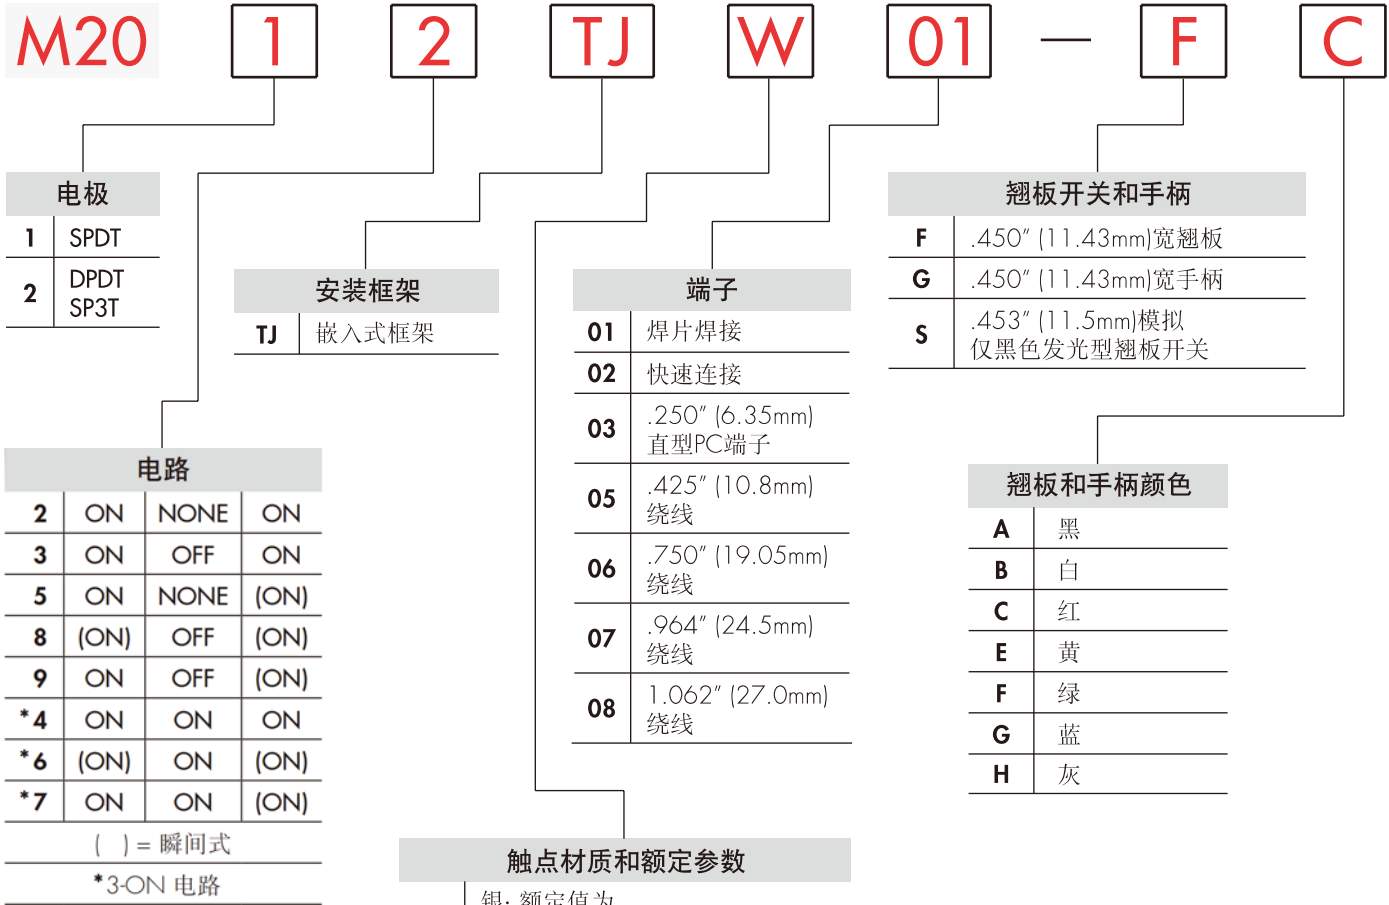 M20 1 2 TJ W 01 — F C
电极
1 SPDT
2 DPDT
SP3T
电路
2 ON NONE ON
3 ON OFF ON
5 ON NONE (ON)
8 (ON) OFF (ON)
9 ON OFF (ON)
*4 ON ON ON
*6 (ON) ON (ON)
*7 ON ON (ON)
( ) = 瞬间式
*3-ON 电路
安装框架
TJ 嵌入式框架
触点材质和额定参数
银: 额定值为
端子
01 焊片焊接
02 快速连接
03 .250" (6.35mm)
直型PC端子
05 .425" (10.8mm)
绕线
06 .750" (19.05mm)
绕线
07 .964" (24.5mm)
绕线
08 1.062" (27.0mm)
绕线
翘板开关和手柄
F .450" (11.43mm)宽翘板
G .450" (11.43mm)宽手柄
S .453" (11.5mm)模拟
仅黑色发光型翘板开关
翘板和手柄颜色
A 黑
B 白
C 红
E 黄
F 绿
G 蓝
H 灰